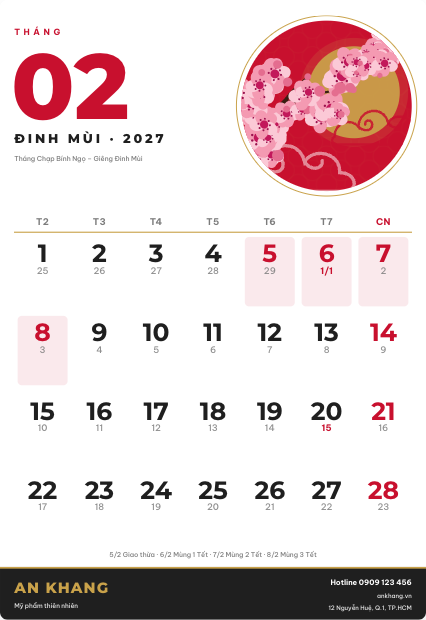 THÁNG
02
ĐINH MÙI · 2027
Tháng Chạp Bính Ngọ – Giêng Đinh Mùi
T2 T3 T4 T5 T6 T7 CN
1 2 3 4 5 6 7
25 26 27 28 29 1/1 2
8 9 10 11 12 13 14
3 4 5 6 7 8 9
15 16 17 18 19 20 21
10 11 12 13 14 15 16
22 23 24 25 26 27 28
17 18 19 20 21 22 23
5/2 Giao thừa · 6/2 Mùng 1 Tết · 7/2 Mùng 2 Tết · 8/2 Mùng 3 Tết
AN KHANG
Mỹ phẩm thiên nhiên
Hotline 0909 123 456
ankhang.vn
12 Nguyễn Huệ, Q.1, TP.HCM